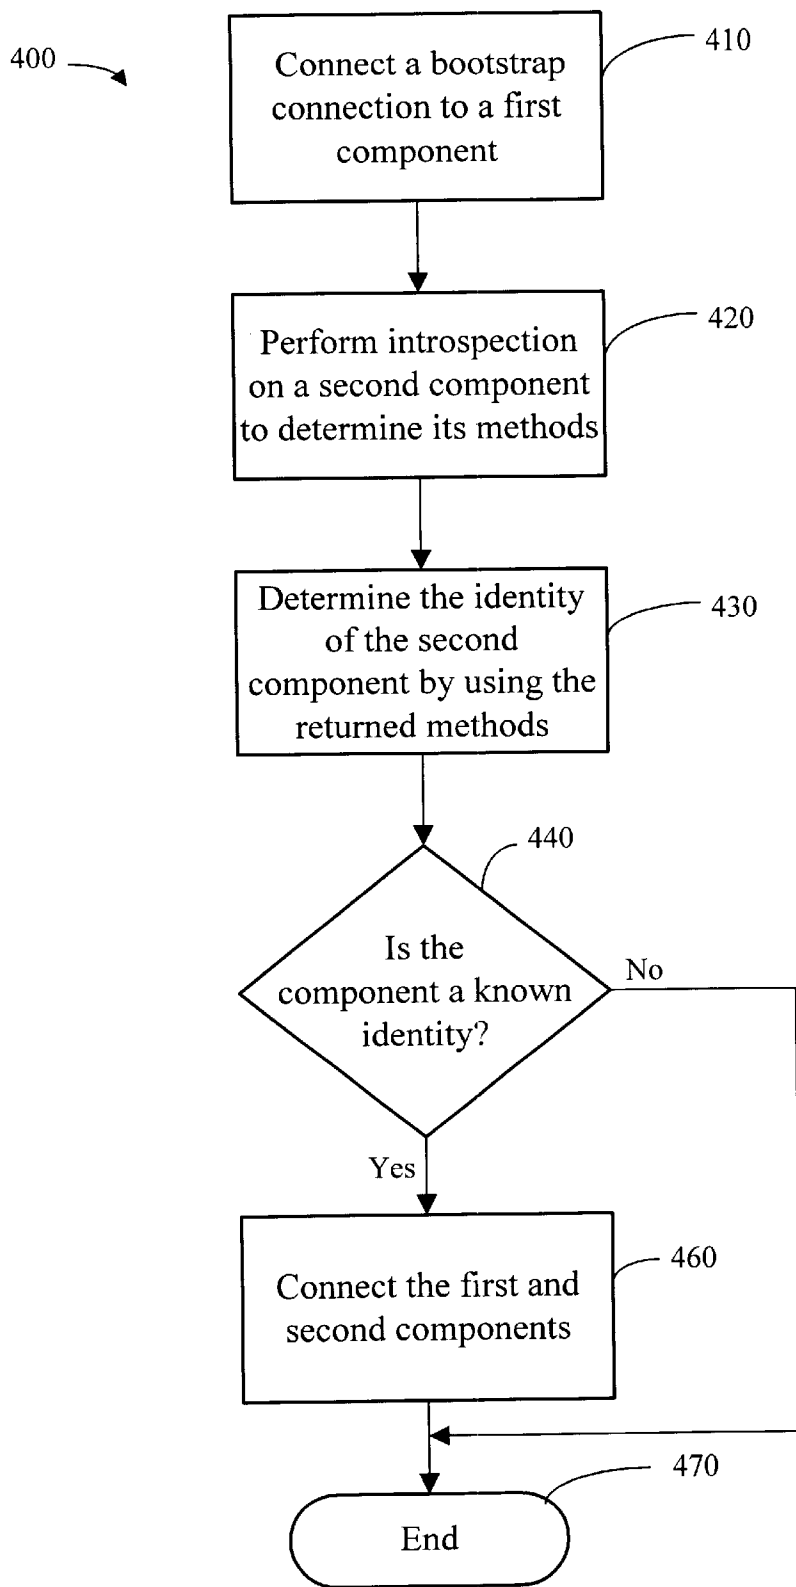 400
410
Connect a bootstrap
connection to a first
component
420
Perform introspection
on a second component
to determine its methods
430
Determine the identity
of the second
component by using the
returned methods
440
Is the
component a known
identity?
No
Yes
460
Connect the first and
second components
470
End